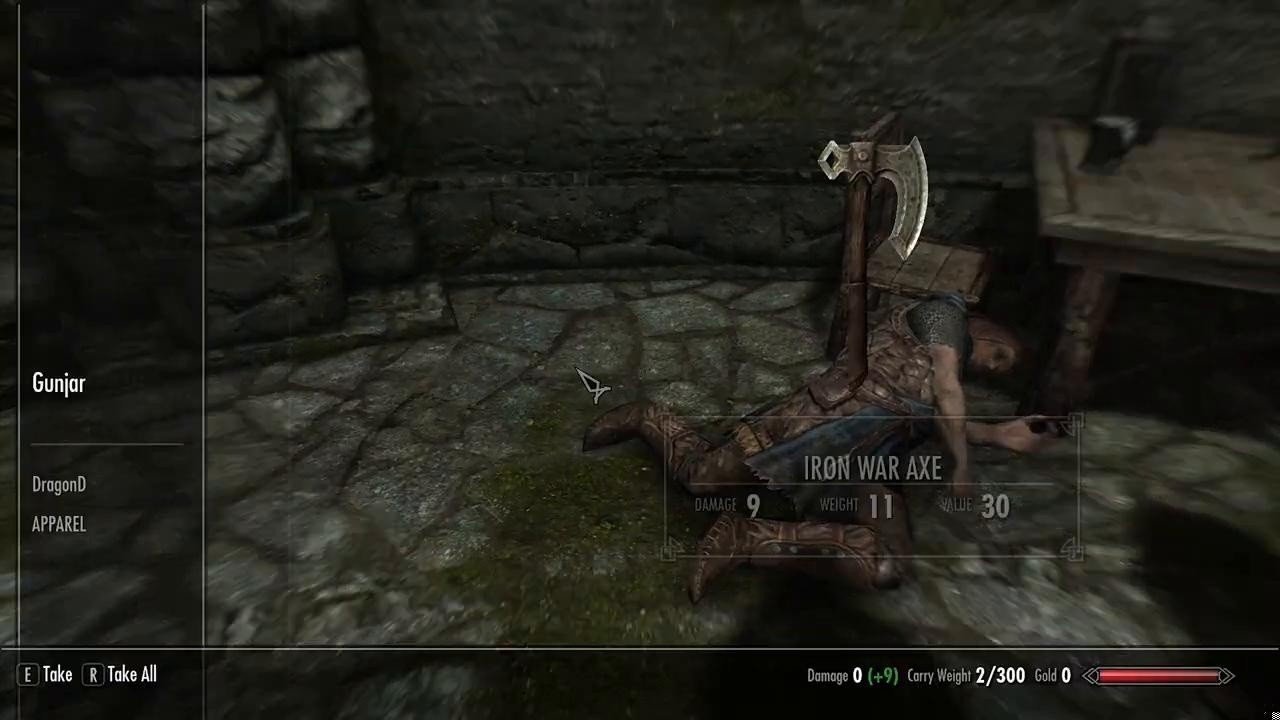 Gunjar
DragonD
APPAREL
IRON WAR AXE
DAMAGE 9 WEIGHT 11 VALUE 30
E Take R Take All Damage 0 (+9) Carry Weight 2/300 Gold 0